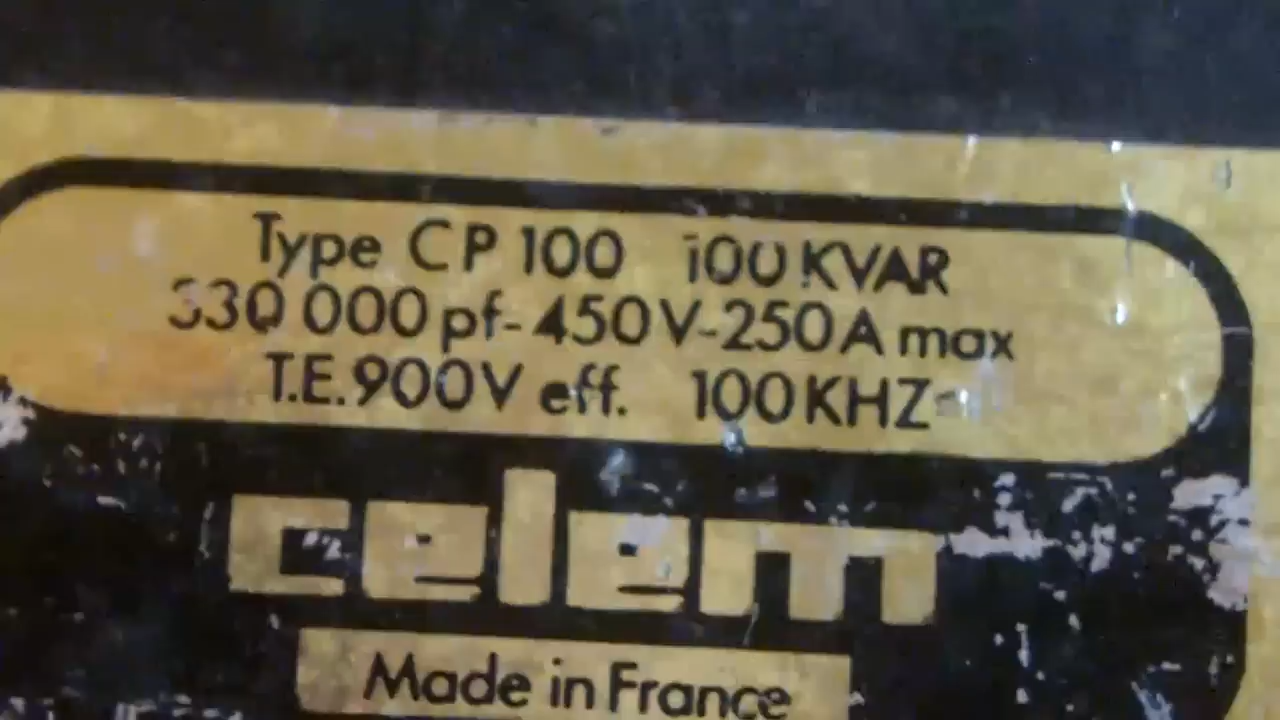 Type CP 100 100 KVAR
330 000 pf-450V-250A max
T.E.900V eff. 100KHZ
celem
Made in France